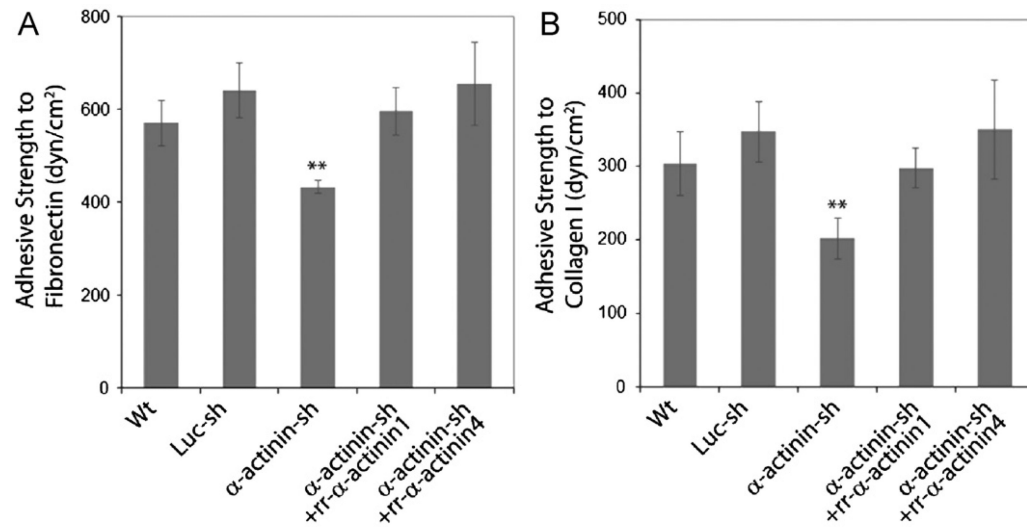 A
800
600
400
600
0
Adhesive Strength to
Fibronectin (dyn/cm²)
**
Wt
Luc-sh
α-actinin-sh
α-actinin-sh
+rr-α-actinin1
α-actinin-sh
+rr-α-actinin4
B
500
400
300
200
300
0
Adhesive Strength to
Collagen I (dyn/cm²)
**
Wt
Luc-sh
α-actinin-sh
α-actinin-sh
+rr-α-actinin1
α-actinin-sh
+rr-α-actinin4